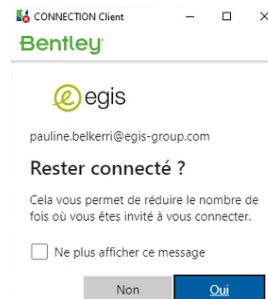 CONNECTION Client
Bentley
egis
pauline.belkerri@egis-group.com
Rester connecté ?
Cela vous permet de réduire le nombre de
fois où vous êtes invité à vous connecter.
Ne plus afficher ce message
Non Oui